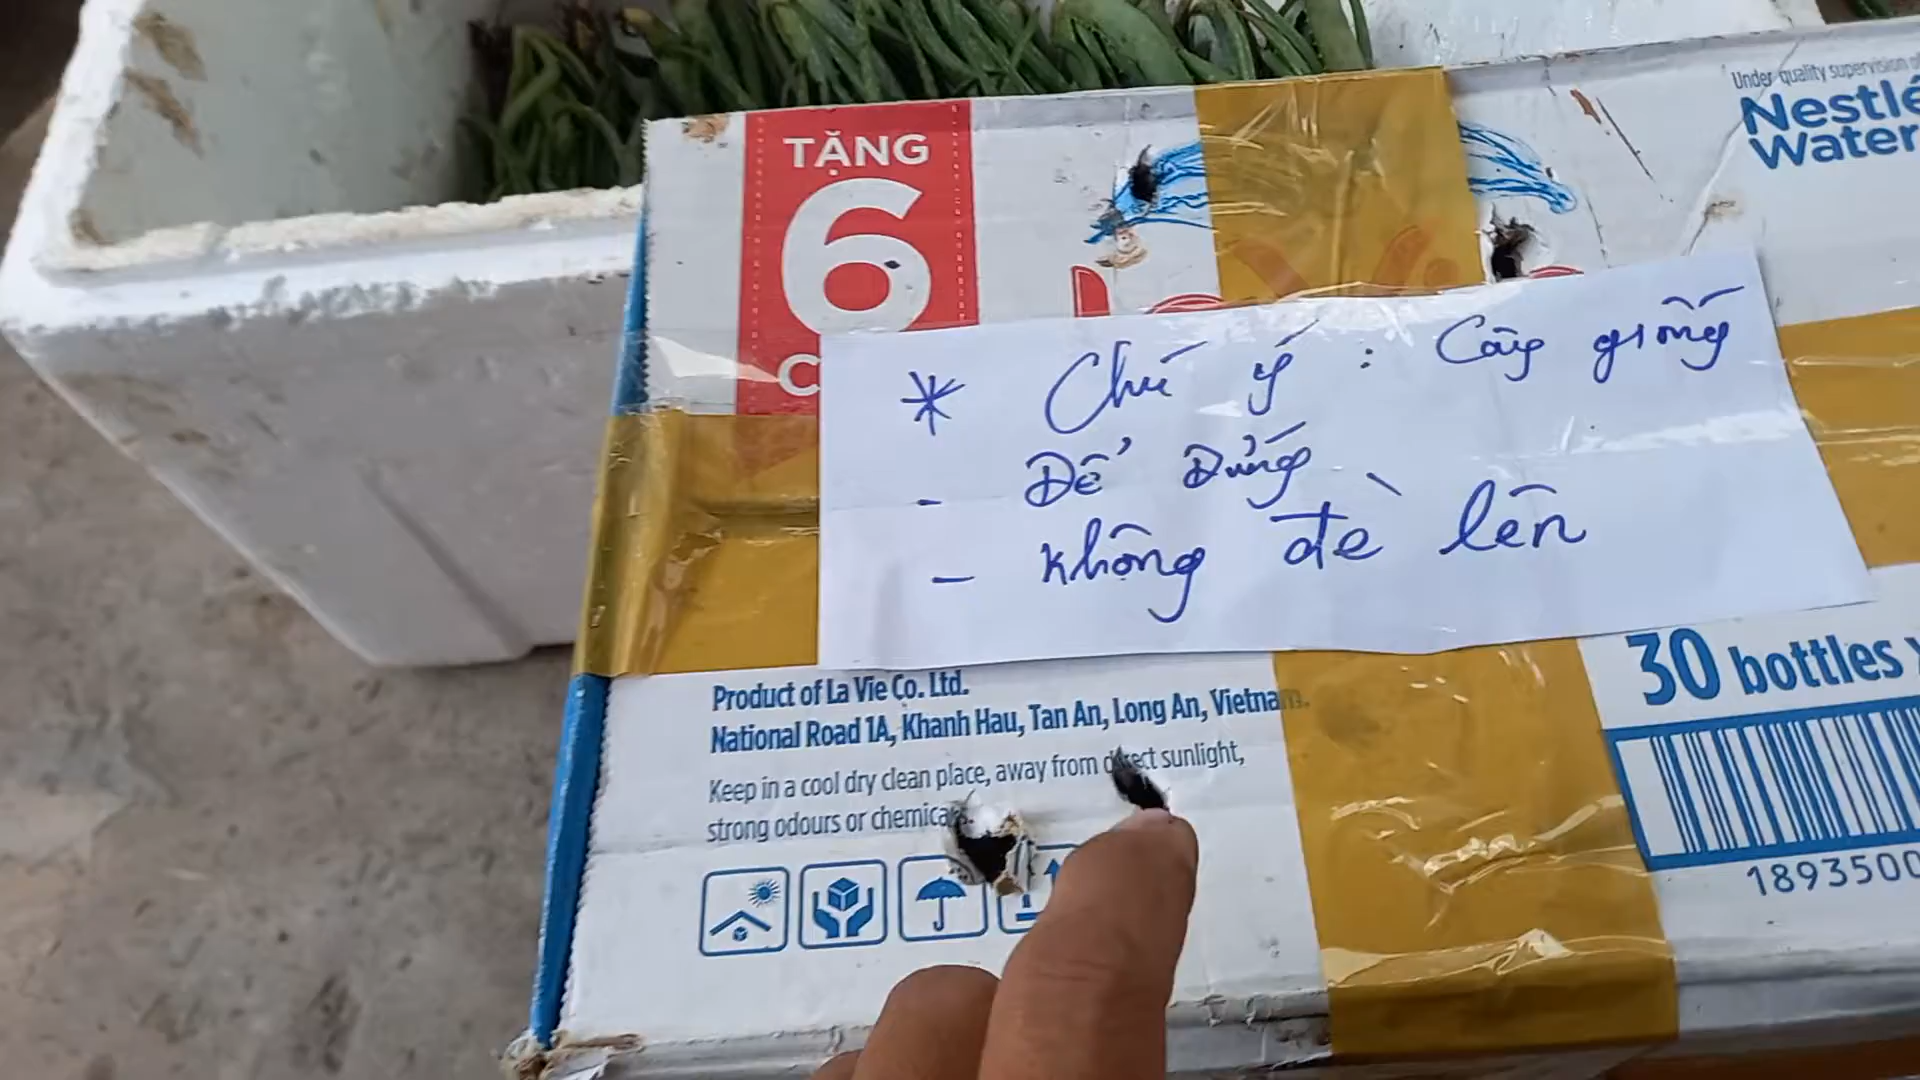 TẶNG
6
C
Under quality supervision of
Nestlé
Water
* Chú ý : Cây giống
- Để Đứng
- Không đè lên
Product of La Vie Co. Ltd.
National Road 1A, Khanh Hau, Tan An, Long An, Vietnam.
Keep in a cool dry clean place, away from direct sunlight,
strong odours or chemicals.
30 bottles x
1893500